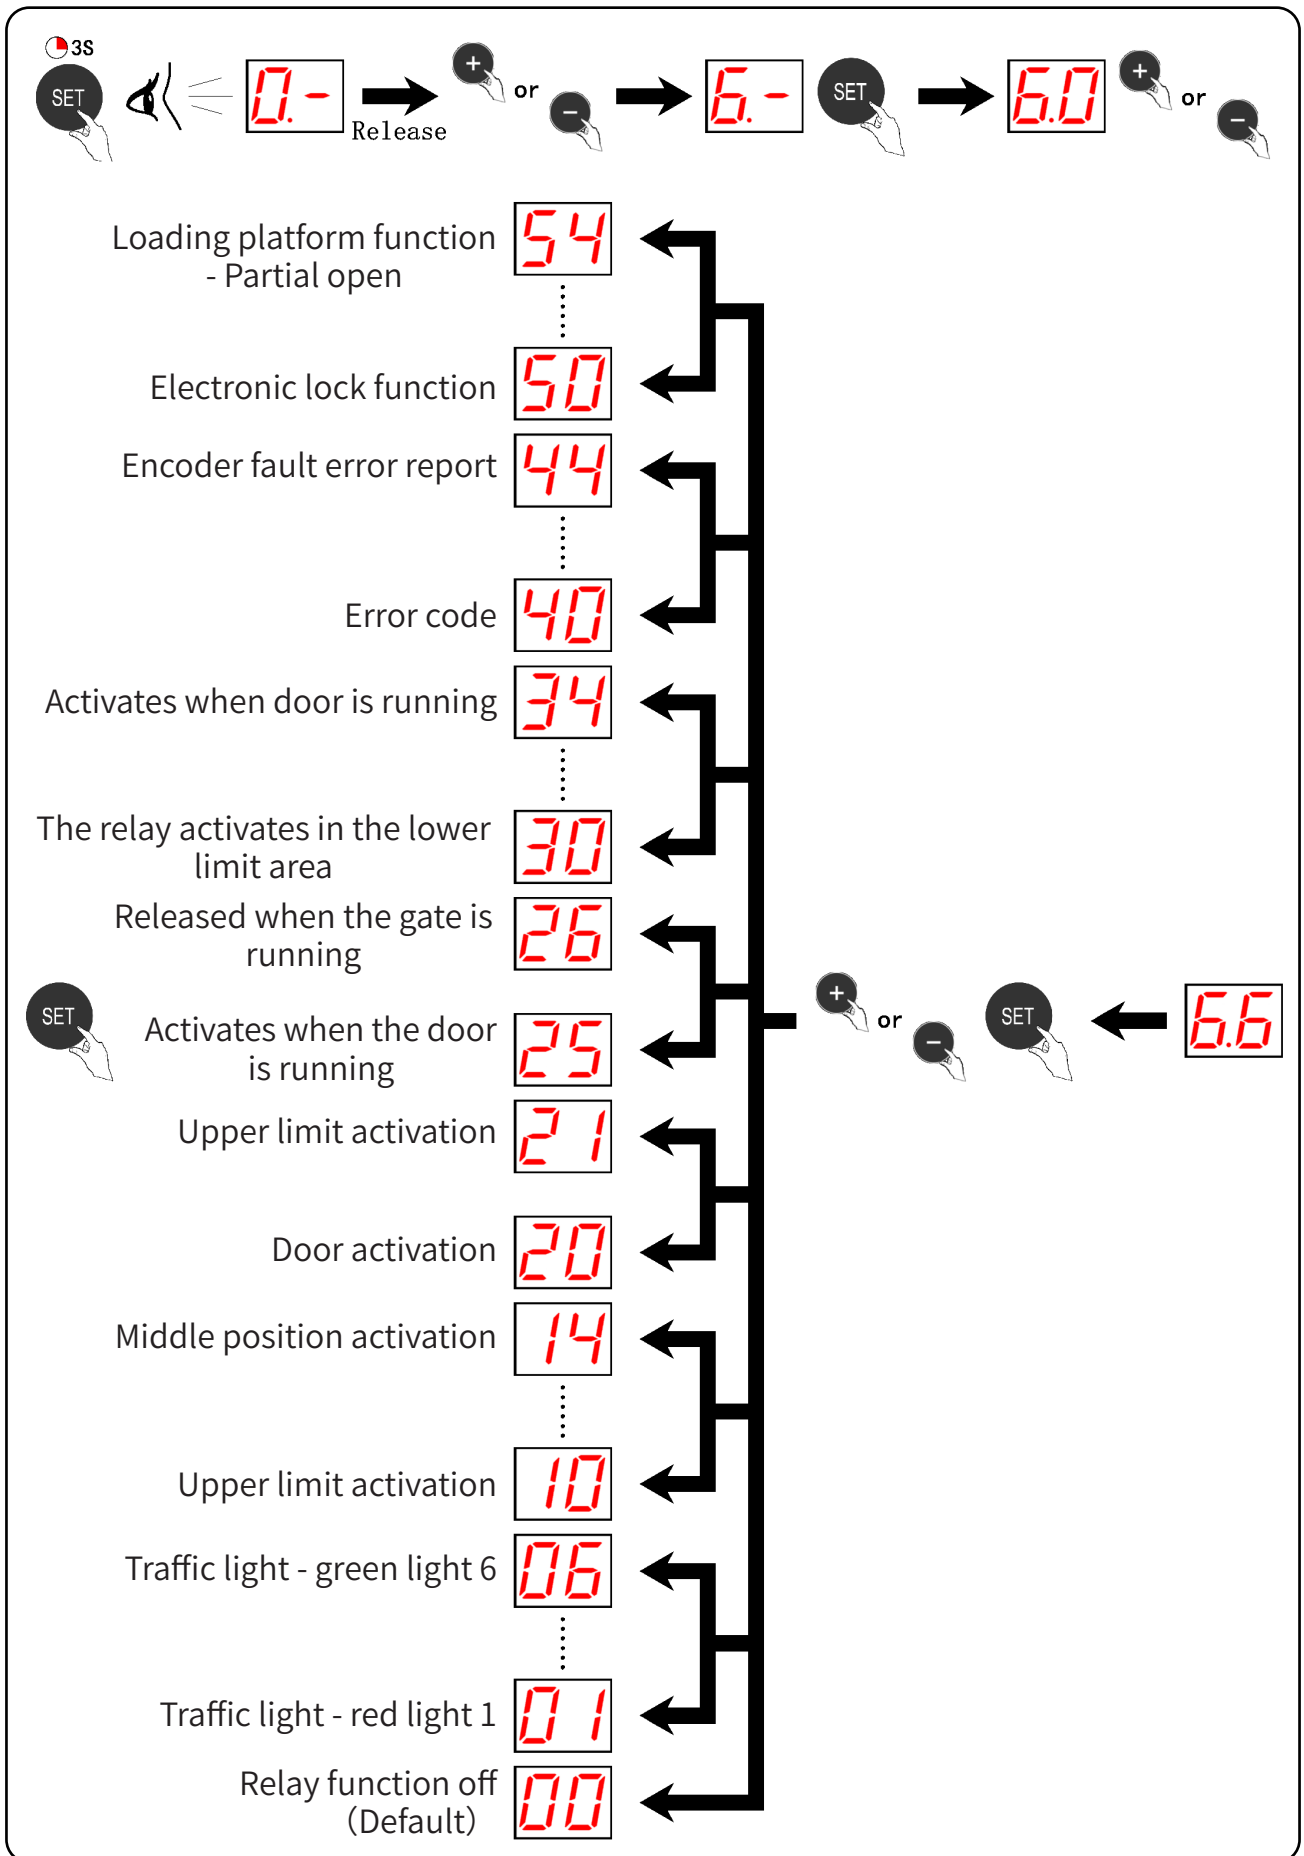 3S
SET
0.-
Release
+
or
-
6.-
SET
6.0
+
or
-
Loading platform function
- Partial open
54
50
Electronic lock function
Encoder fault error report
44
Error code
40
Activates when door is running
34
The relay activates in the lower
limit area
30
Released when the gate is
running
26
SET
Activates when the door
is running
25
+
or
-
SET
6.6
Upper limit activation
21
Door activation
20
Middle position activation
14
Upper limit activation
10
Traffic light - green light 6
06
Traffic light - red light 1
01
Relay function off
（Default）
00